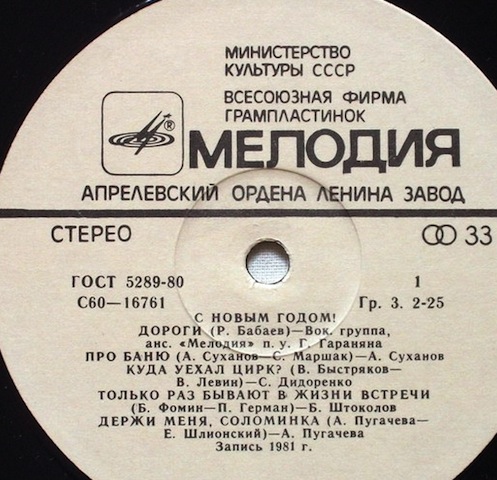 МИНИСТЕРСТВО
КУЛЬТУРЫ СССР
ВСЕСОЮЗНАЯ ФИРМА
ГРАМПЛАСТИНОК
®
МЕЛОДИЯ
АПРЕЛЕВСКИЙ ОРДЕНА ЛЕНИНА ЗАВОД
СТЕРЕО 33
ГОСТ 5289-80 1
С60—16761 Гр. 3. 2-25
С НОВЫМ ГОДОМ!
ДОРОГИ (Р. Бабаев)—Вок. группа,
анс. «Мелодия» п. у. Г. Гараняна
ПРО БАНЮ (А. Суханов—С. Маршак)—А. Суханов
КУДА УЕХАЛ ЦИРК? (В. Быстряков—
В. Левин)—С. Дидоренко
ТОЛЬКО РАЗ БЫВАЮТ В ЖИЗНИ ВСТРЕЧИ
(Б. Фомин—П. Герман)—Б. Штоколов
ДЕРЖИ МЕНЯ, СОЛОМИНКА (А. Пугачева—
Е. Шлионский)—А. Пугачева
Запись 1981 г.